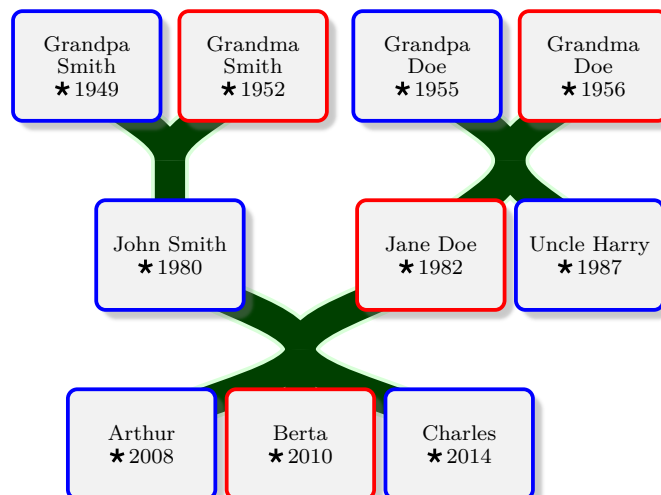 Grandpa
Smith
★ 1949
Grandma
Smith
★ 1952
Grandpa
Doe
★ 1955
Grandma
Doe
★ 1956
John Smith
★ 1980
Jane Doe
★ 1982
Uncle Harry
★ 1987
Arthur
★ 2008
Berta
★ 2010
Charles
★ 2014